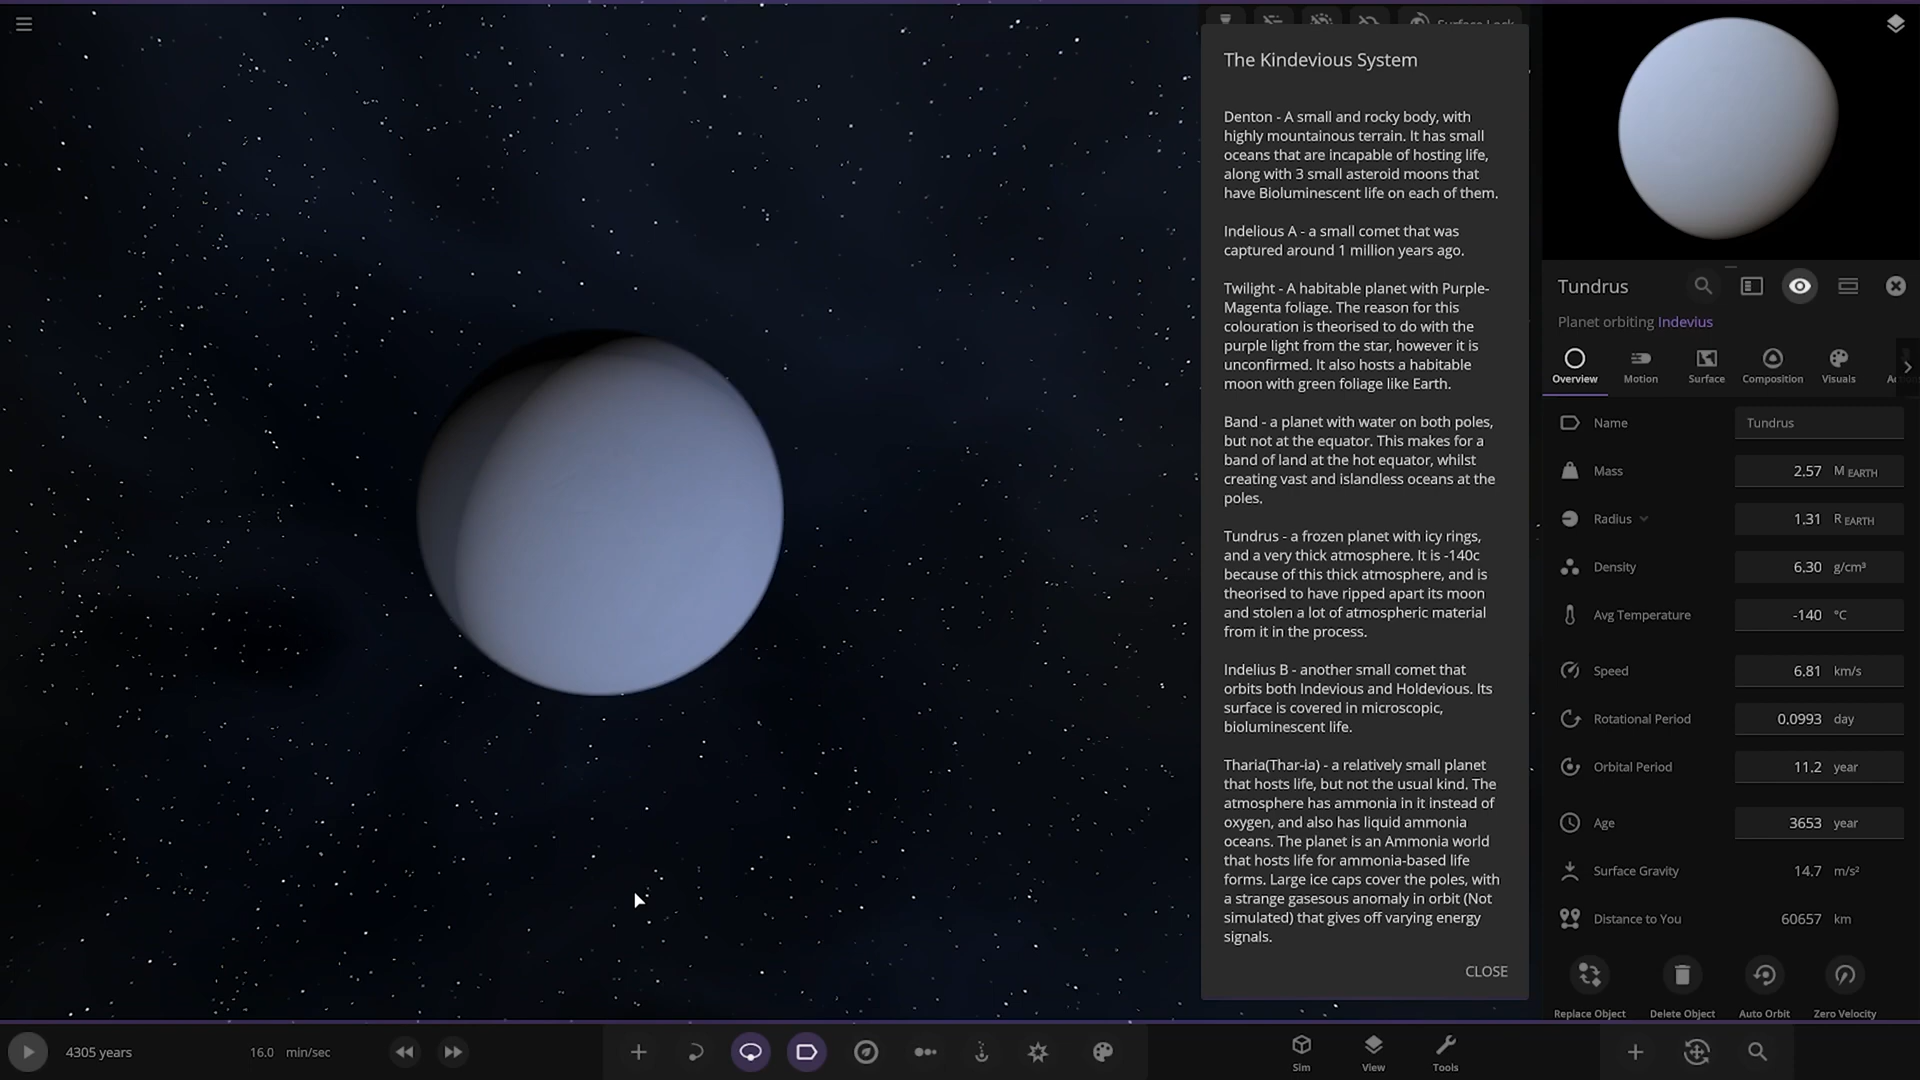 Surface Lock
The Kindevious System
Denton - A small and rocky body, with
highly mountainous terrain. It has small
oceans that are incapable of hosting life,
along with 3 small asteroid moons that
have Bioluminescent life on each of them.
Indelious A - a small comet that was
captured around 1 million years ago.
Twilight - A habitable planet with Purple-
Magenta foliage. The reason for this
colouration is theorised to do with the
purple light from the star, however it is
unconfirmed. It also hosts a habitable
moon with green foliage like Earth.
Band - a planet with water on both poles,
but not at the equator. This makes for a
band of land at the hot equator, whilst
creating vast and islandless oceans at the
poles.
Tundrus - a frozen planet with icy rings,
and a very thick atmosphere. It is -140c
because of this thick atmosphere, and is
theorised to have ripped apart its moon
and stolen a lot of atmospheric material
from it in the process.
Indelius B - another small comet that
orbits both Indevious and Holdevious. Its
surface is covered in microscopic,
bioluminescent life.
Tharia(Thar-ia) - a relatively small planet
that hosts life, but not the usual kind. The
atmosphere has ammonia in it instead of
oxygen, and also has liquid ammonia
oceans. The planet is an Ammonia world
that hosts life for ammonia-based life
forms. Large ice caps cover the poles, with
a strange gasesous anomaly in orbit (Not
simulated) that gives off varying energy
signals.
CLOSE
Tundrus
Planet orbiting Indevius
Overview Motion Surface Composition Visuals
Name Tundrus
Mass 2.57 M EARTH
Radius 1.31 R EARTH
Density 6.30 g/cm³
Avg Temperature -140 °C
Speed 6.81 km/s
Rotational Period 0.0993 day
Orbital Period 11.2 year
Age 3653 year
Surface Gravity 14.7 m/s²
Distance to You 60657 km
Replace Object Delete Object Auto Orbit Zero Velocity
4305 years 16.0 min/sec Sim View Tools